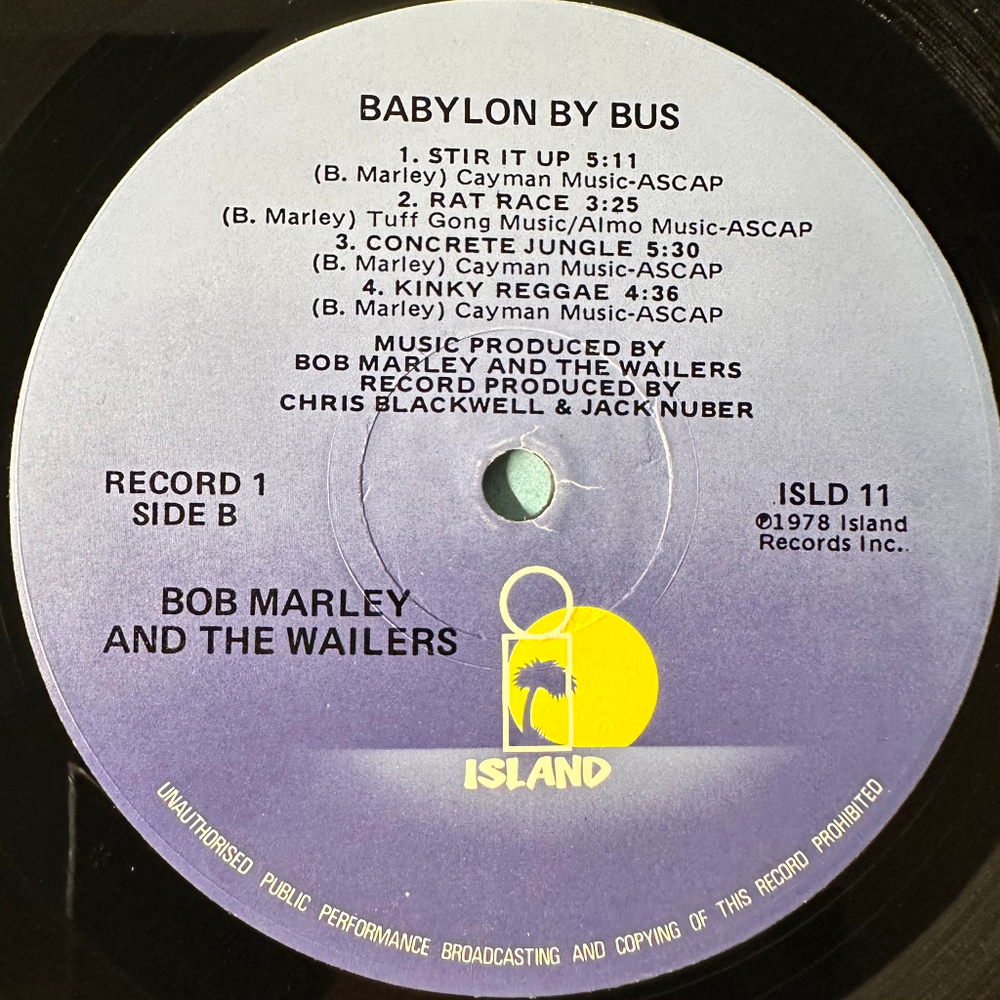 BABYLON BY BUS
1. STIR IT UP 5:11
(B. Marley) Cayman Music-ASCAP
2. RAT RACE 3:25
(B. Marley) Tuff Gong Music/Almo Music-ASCAP
3. CONCRETE JUNGLE 5:30
(B. Marley) Cayman Music-ASCAP
4. KINKY REGGAE 4:36
(B. Marley) Cayman Music-ASCAP
MUSIC PRODUCED BY
BOB MARLEY AND THE WAILERS
RECORD PRODUCED BY
CHRIS BLACKWELL & JACK NUBER
RECORD 1
SIDE B
ISLD 11
℗1978 Island
Records Inc.
BOB MARLEY
AND THE WAILERS
ISLAND
UNAUTHORISED PUBLIC PERFORMANCE BROADCASTING AND COPYING OF THIS RECORD PROHIBITED